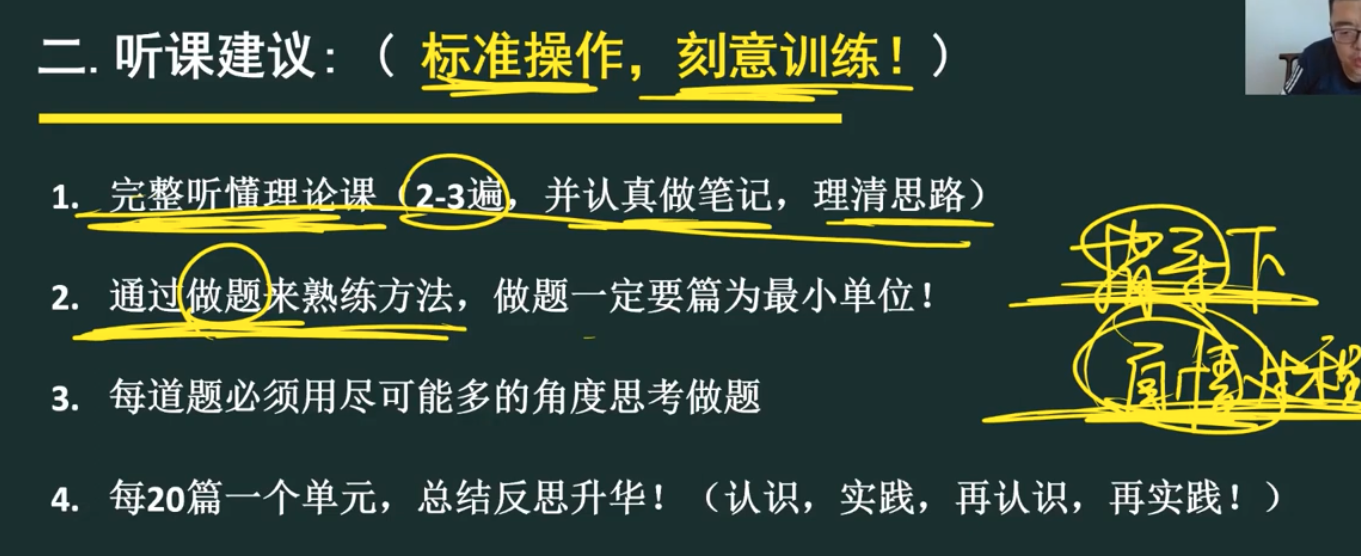 二. 听课建议:（ 标准操作，刻意训练！）
1. 完整听懂理论课（2-3遍，并认真做笔记，理清思路）
2. 通过做题来熟练方法，做题一定要篇为最小单位！
3. 每道题必须用尽可能多的角度思考做题
4. 每20篇一个单元，总结反思升华！（认识，实践，再认识，再实践！）
指导下